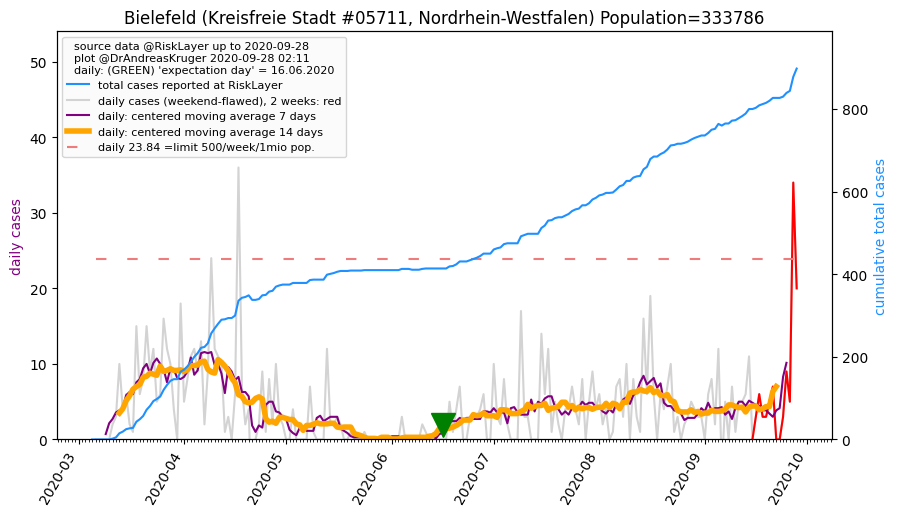 Bielefeld (Kreisfreie Stadt #05711, Nordrhein-Westfalen) Population=333786
source data @RiskLayer up to 2020-09-28
plot @DrAndreasKruger 2020-09-28 02:11
daily: (GREEN) 'expectation day' = 16.06.2020
total cases reported at RiskLayer
daily cases (weekend-flawed), 2 weeks: red
daily: centered moving average 7 days
daily: centered moving average 14 days
daily 23.84 =limit 500/week/1mio pop.
daily cases
50
40
30
20
10
0
cumulative total cases
800
600
400
200
0
2020-03
2020-04
2020-05
2020-06
2020-07
2020-08
2020-09
2020-10